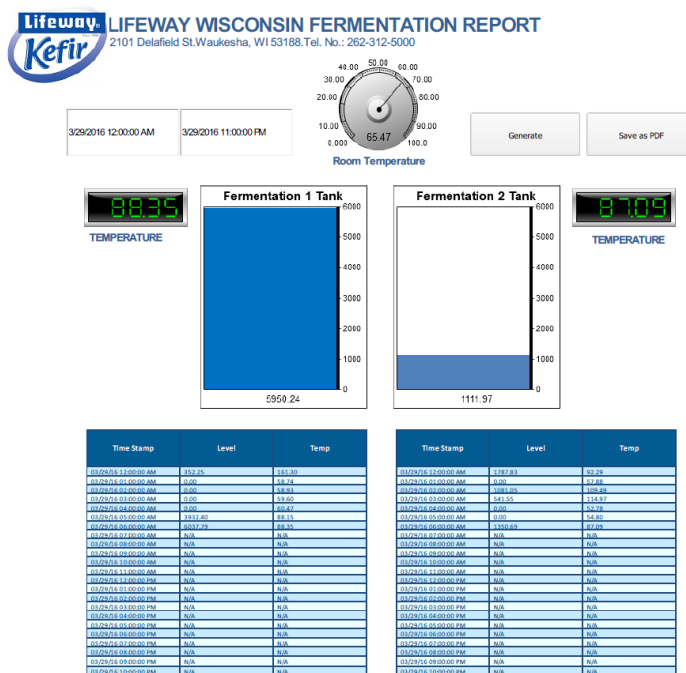 Lifeway
Kefir
LIFEWAY WISCONSIN FERMENTATION REPORT
2101 Delafield St.Waukesha, WI 53188.Tel. No.: 262-312-5000
3/29/2016 12:00:00 AM
3/29/2016 11:00:00 PM
0.000 10.00 20.00 30.00 40.00 50.00 60.00 70.00 80.00 90.00 100.0
65.47
Room Temperature
Generate
Save as PDF
88.35
TEMPERATURE
Fermentation 1 Tank
6000
5000
4000
3000
2000
1000
0
5950.24
Fermentation 2 Tank
6000
5000
4000
3000
2000
1000
0
1111.97
87.09
TEMPERATURE
Time Stamp Level Temp
03/29/16 12:00:00 AM 352.25 161.30
03/29/16 01:00:00 AM 0.00 58.74
03/29/16 02:00:00 AM 0.00 58.93
03/29/16 03:00:00 AM 0.00 59.60
03/29/16 04:00:00 AM 0.00 60.47
03/29/16 05:00:00 AM 3932.40 88.15
03/29/16 06:00:00 AM 6037.79 88.35
03/29/16 07:00:00 AM N/A N/A
03/29/16 08:00:00 AM N/A N/A
03/29/16 09:00:00 AM N/A N/A
03/29/16 10:00:00 AM N/A N/A
03/29/16 11:00:00 AM N/A N/A
03/29/16 12:00:00 PM N/A N/A
03/29/16 01:00:00 PM N/A N/A
03/29/16 02:00:00 PM N/A N/A
03/29/16 03:00:00 PM N/A N/A
03/29/16 04:00:00 PM N/A N/A
03/29/16 05:00:00 PM N/A N/A
03/29/16 06:00:00 PM N/A N/A
03/29/16 07:00:00 PM N/A N/A
03/29/16 08:00:00 PM N/A N/A
03/29/16 09:00:00 PM N/A N/A
03/29/16 10:00:00 PM N/A N/A
Time Stamp Level Temp
03/29/16 12:00:00 AM 1787.83 92.29
03/29/16 01:00:00 AM 0.00 57.88
03/29/16 02:00:00 AM 1081.05 109.49
03/29/16 03:00:00 AM 541.55 114.97
03/29/16 04:00:00 AM 0.00 52.78
03/29/16 05:00:00 AM 0.00 54.80
03/29/16 06:00:00 AM 1350.69 87.09
03/29/16 07:00:00 AM N/A N/A
03/29/16 08:00:00 AM N/A N/A
03/29/16 09:00:00 AM N/A N/A
03/29/16 10:00:00 AM N/A N/A
03/29/16 11:00:00 AM N/A N/A
03/29/16 12:00:00 PM N/A N/A
03/29/16 01:00:00 PM N/A N/A
03/29/16 02:00:00 PM N/A N/A
03/29/16 03:00:00 PM N/A N/A
03/29/16 04:00:00 PM N/A N/A
03/29/16 05:00:00 PM N/A N/A
03/29/16 06:00:00 PM N/A N/A
03/29/16 07:00:00 PM N/A N/A
03/29/16 08:00:00 PM N/A N/A
03/29/16 09:00:00 PM N/A N/A
03/29/16 10:00:00 PM N/A N/A